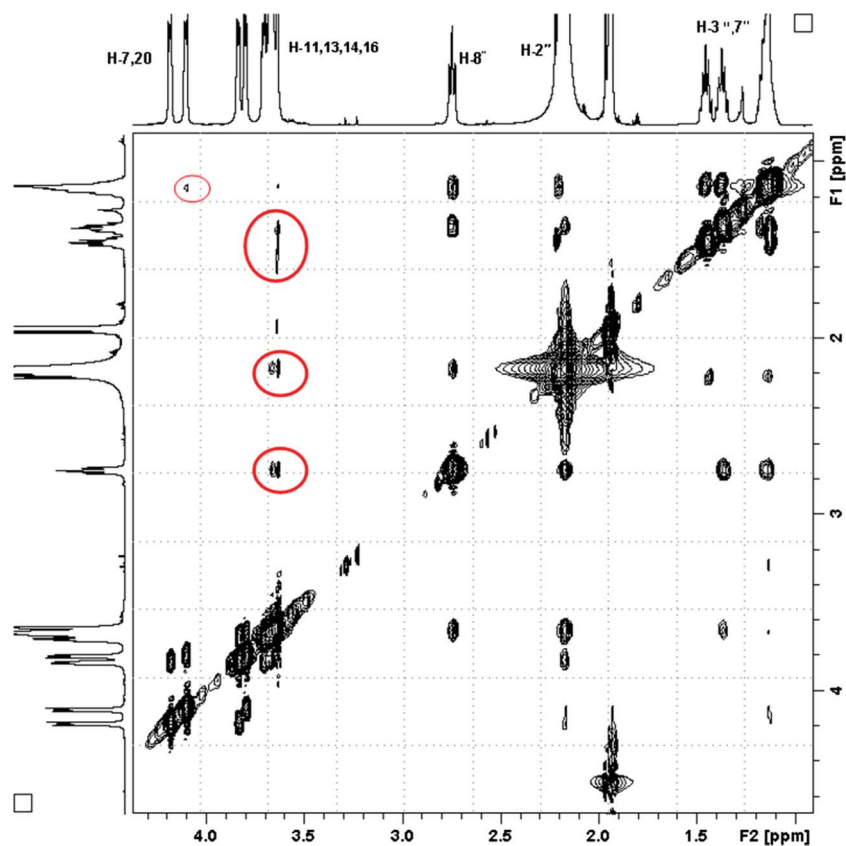 H-7,20
H-11,13,14,16
H-8"
H-2"
H-3 ",7"
F1 [ppm]
2
3
4
4.0 3.5 3.0 2.5 2.0 1.5 F2 [ppm]